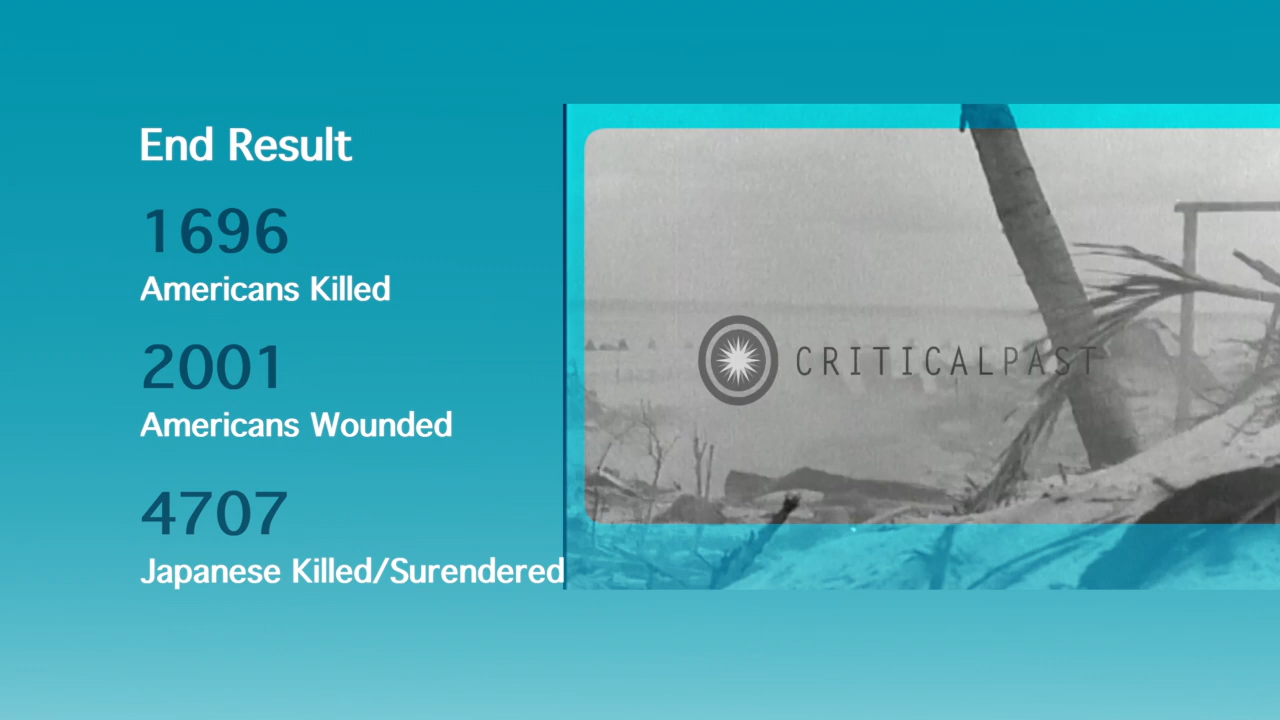 End Result
1696
Americans Killed
2001
Americans Wounded
4707
Japanese Killed/Surendered
CRITICALPAST